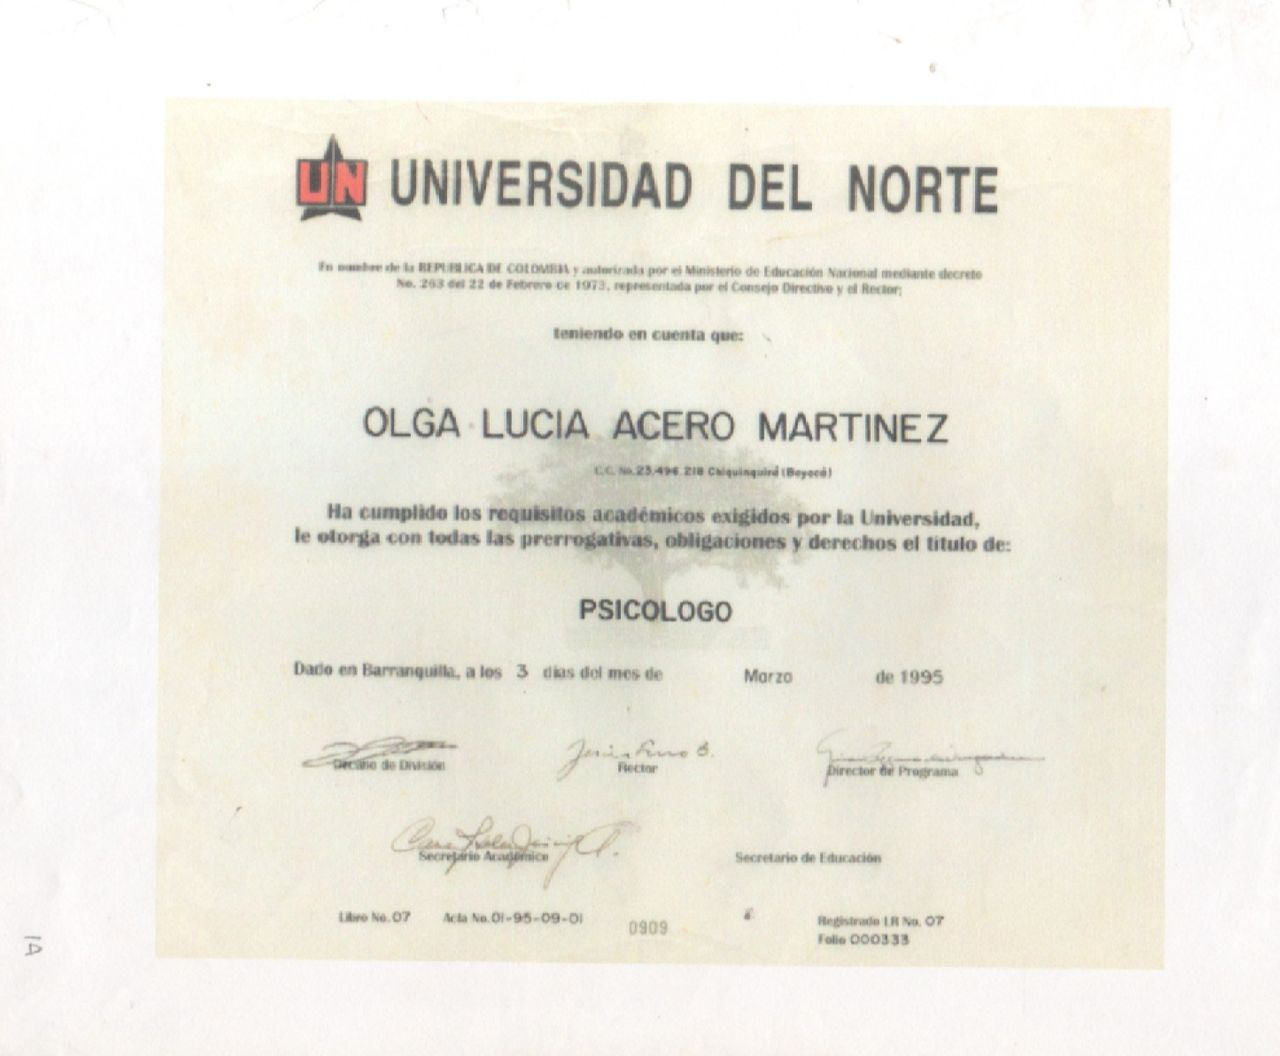 UN UNIVERSIDAD DEL NORTE
En nombre de la REPUBLICA DE COLOMBIA y autorizada por el Ministerio de Educación Nacional mediante decreto
No. 263 del 22 de Febrero de 1973, representada por el Consejo Directivo y el Rector;
teniendo en cuenta que:
OLGA LUCIA ACERO MARTINEZ
C.C. No. 23.496.218 Chiquinquirá (Boyacá)
Ha cumplido los requisitos académicos exigidos por la Universidad,
le otorga con todas las prerrogativas, obligaciones y derechos el título de:
PSICOLOGO
Dado en Barranquilla, a los 3 días del mes de Marzo de 1995
Decano de División Rector Director de Programa
Secretario Académico Secretario de Educación
Libro No. 07 Acta No. 01-95-09-01 0909 Registrado LR No. 07
Folio 000333
1A